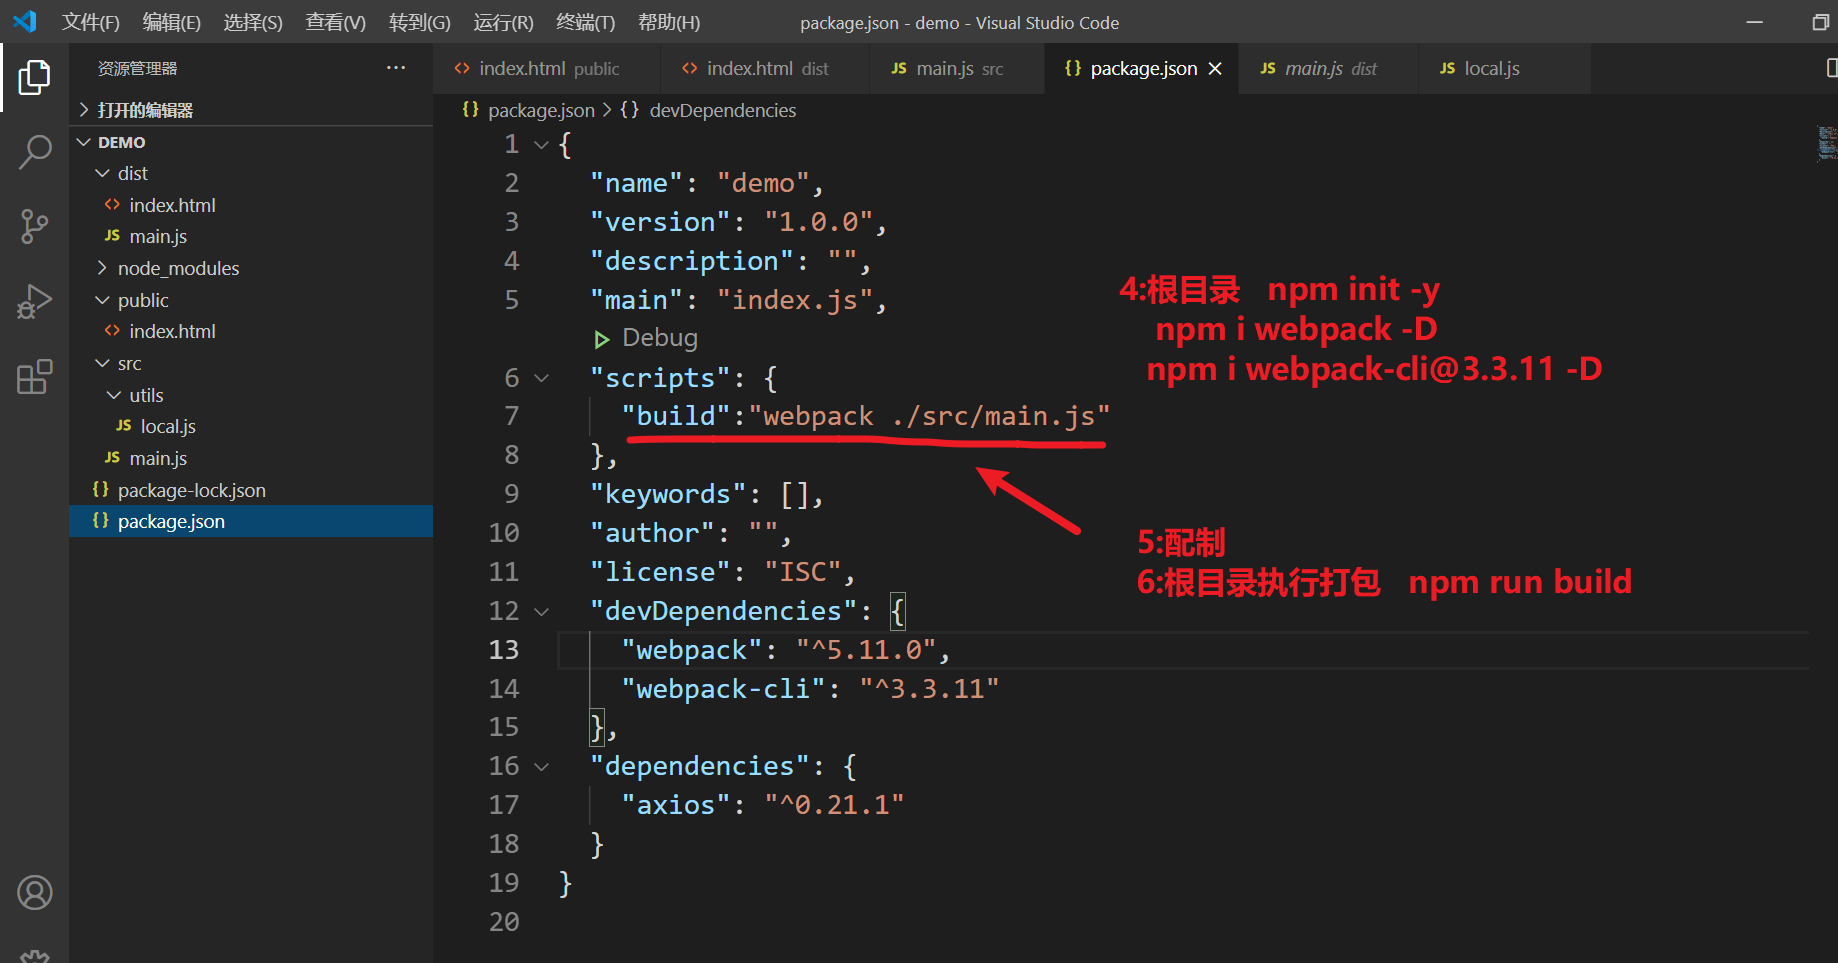 文件(F) 编辑(E) 选择(S) 查看(V) 转到(G) 运行(R) 终端(T) 帮助(H) package.json - demo - Visual Studio Code
资源管理器 ···
打开的编辑器
DEMO
dist
index.html
JS main.js
node_modules
public
index.html
src
utils
JS local.js
JS main.js
{} package-lock.json
{} package.json
<> index.html public <> index.html dist JS main.js src {} package.json × JS main.js dist JS local.js
{} package.json > {} devDependencies
1 {
2 "name": "demo",
3 "version": "1.0.0",
4 "description": "",
5 "main": "index.js",
Debug
6 "scripts": {
7 "build":"webpack ./src/main.js"
8 },
9 "keywords": [],
10 "author": "",
11 "license": "ISC",
12 "devDependencies": {
13 "webpack": "^5.11.0",
14 "webpack-cli": "^3.3.11"
15 },
16 "dependencies": {
17 "axios": "^0.21.1"
18 }
19 }
20
4:根目录 npm init -y
npm i webpack -D
npm i webpack-cli@3.3.11 -D
5:配制
6:根目录执行打包 npm run build